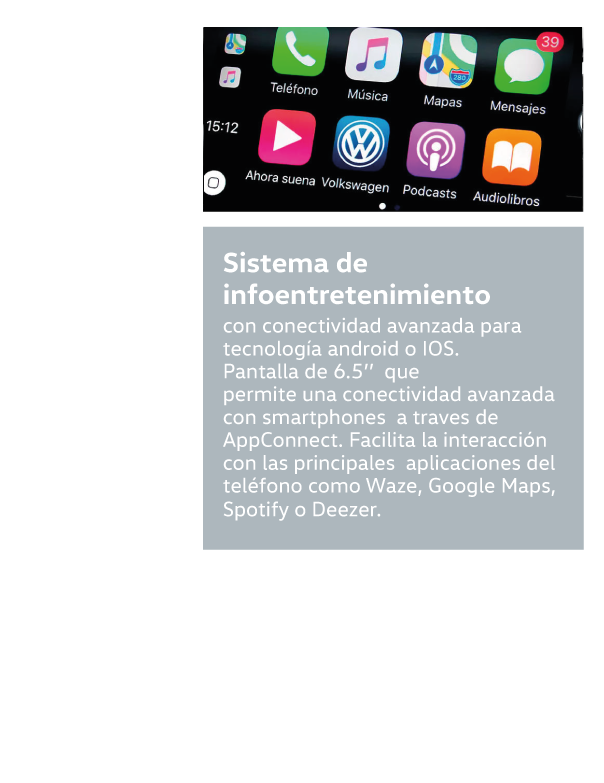 39
280
Teléfono
Música
Mapas
Mensajes
15:12
Ahora suena
Volkswagen
Podcasts
Audiolibros
Sistema de
infoentretenimiento
con conectividad avanzada para
tecnología android o IOS.
Pantalla de 6.5’’  que
permite una conectividad avanzada
con smartphones  a traves de
AppConnect. Facilita la interacción
con las principales  aplicaciones del
teléfono como Waze, Google Maps,
Spotify o Deezer.